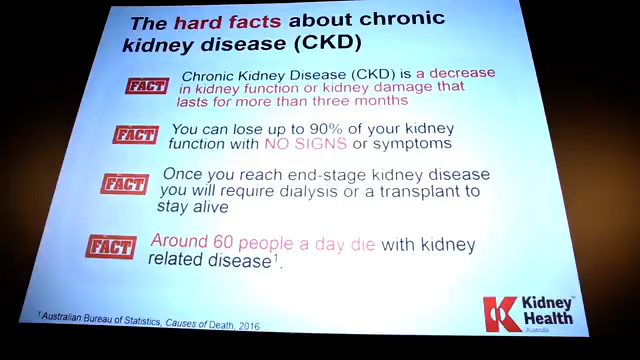 The hard facts about chronic
kidney disease (CKD)
FACT
Chronic Kidney Disease (CKD) is a decrease
in kidney function or kidney damage that
lasts for more than three months
FACT
You can lose up to 90% of your kidney
function with NO SIGNS or symptoms
FACT
Once you reach end-stage kidney disease
you will require dialysis or a transplant to
stay alive
FACT
Around 60 people a day die with kidney
related disease¹.
¹Australian Bureau of Statistics, Causes of Death, 2016
Kidney
Health
Australia